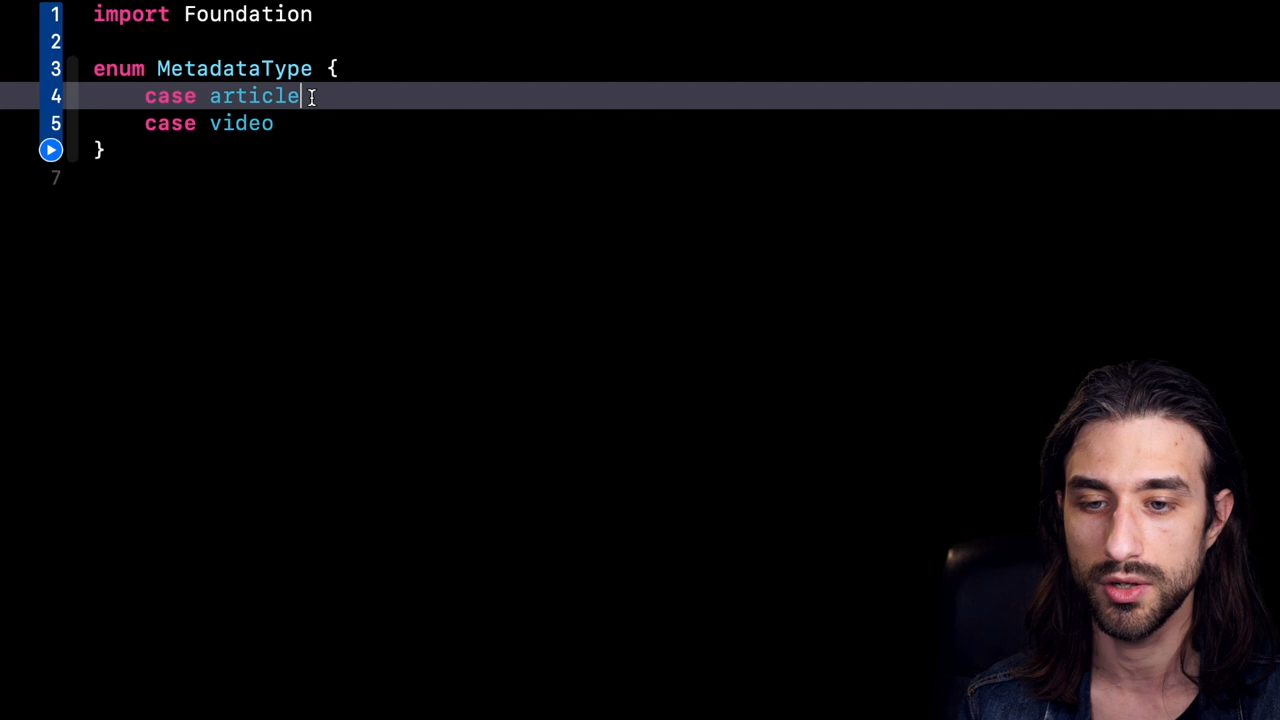 1 import Foundation
2
3 enum MetadataType {
4 case article
5 case video
}
7